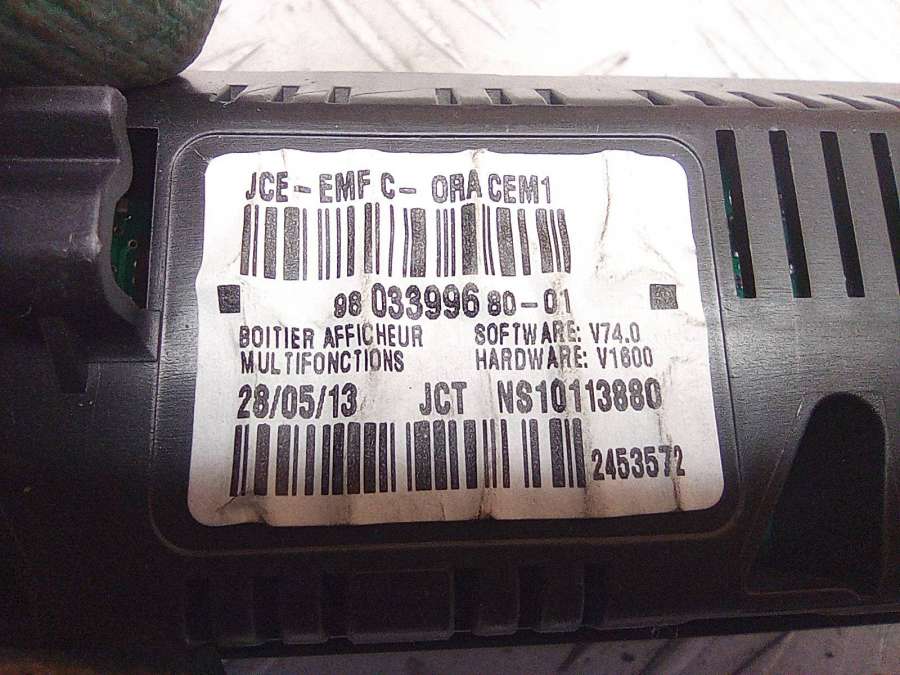 JCE-EMF C- ORA CEM1
98 033996 80-01
BOITIER AFFICHEUR SOFTWARE: V74.0
MULTIFONCTIONS HARDWARE: V1600
28/05/13 JCT NS10113880
2453572